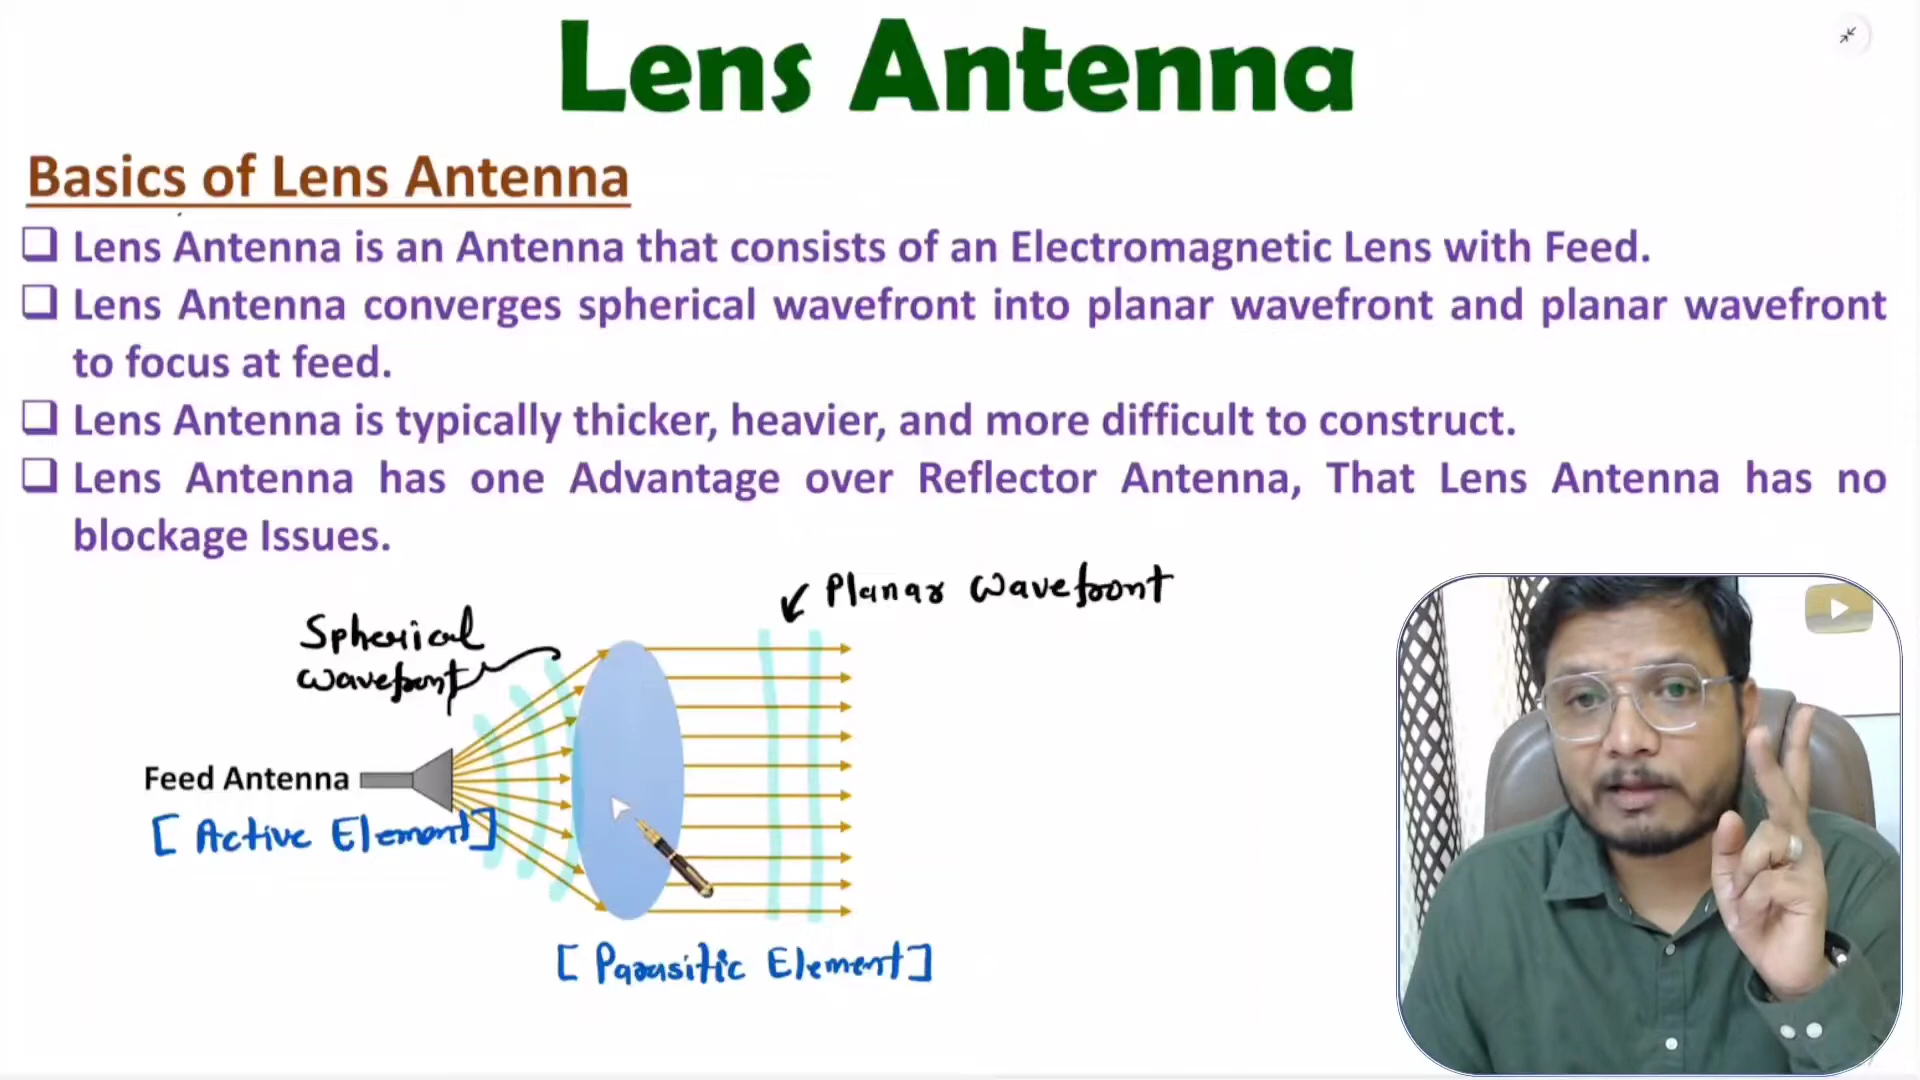 Lens Antenna
Basics of Lens Antenna
Lens Antenna is an Antenna that consists of an Electromagnetic Lens with Feed.
Lens Antenna converges spherical wavefront into planar wavefront and planar wavefront
to focus at feed.
Lens Antenna is typically thicker, heavier, and more difficult to construct.
Lens Antenna has one Advantage over Reflector Antenna, That Lens Antenna has no
blockage Issues.
Planar wavefront
Spherical
wavefront
Feed Antenna
[ Active Element ]
[ Parasitic Element ]